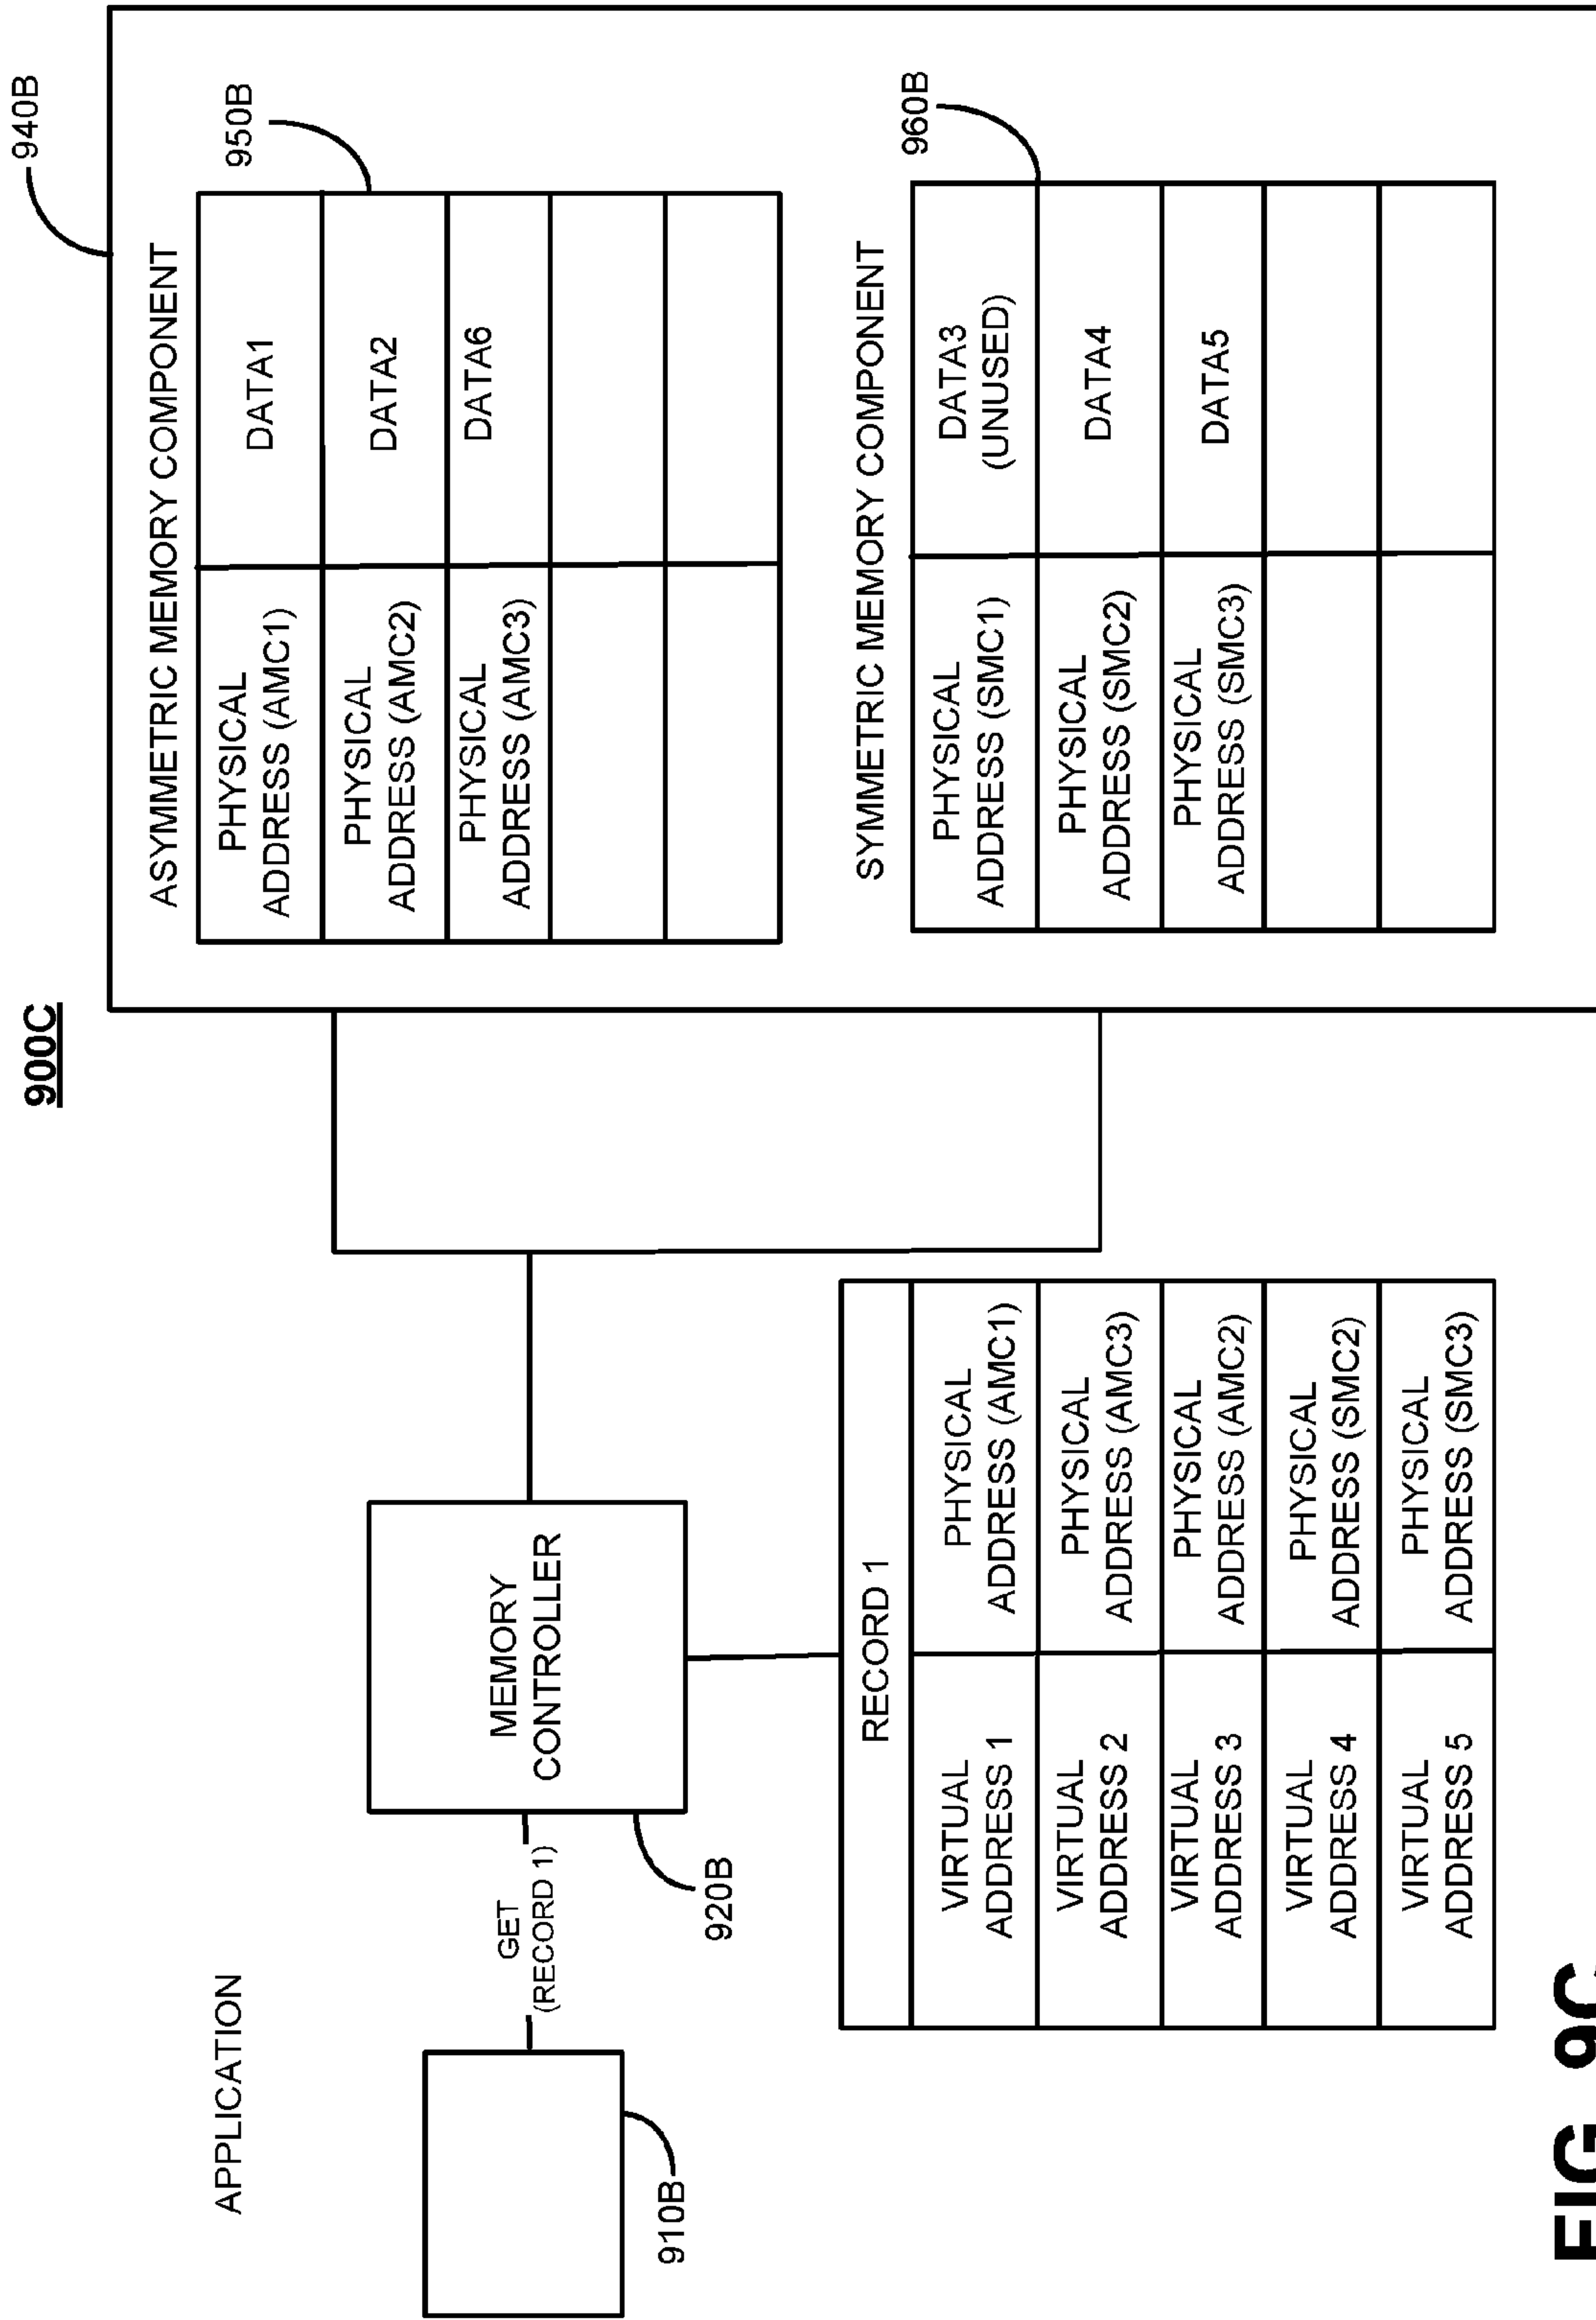 900C
940B
APPLICATION
GET
(RECORD 1)
910B
MEMORY
CONTROLLER
920B
RECORD 1
VIRTUAL
ADDRESS 1
PHYSICAL
ADDRESS (AMC1)
VIRTUAL
ADDRESS 2
PHYSICAL
ADDRESS (AMC3)
VIRTUAL
ADDRESS 3
PHYSICAL
ADDRESS (AMC2)
VIRTUAL
ADDRESS 4
PHYSICAL
ADDRESS (SMC2)
VIRTUAL
ADDRESS 5
PHYSICAL
ADDRESS (SMC3)
ASYMMETRIC MEMORY COMPONENT
950B
PHYSICAL
ADDRESS (AMC1)
DATA1
PHYSICAL
ADDRESS (AMC2)
DATA2
PHYSICAL
ADDRESS (AMC3)
DATA6
SYMMETRIC MEMORY COMPONENT
960B
PHYSICAL
ADDRESS (SMC1)
DATA3
(UNUSED)
PHYSICAL
ADDRESS (SMC2)
DATA4
PHYSICAL
ADDRESS (SMC3)
DATA5
FIG. 9C